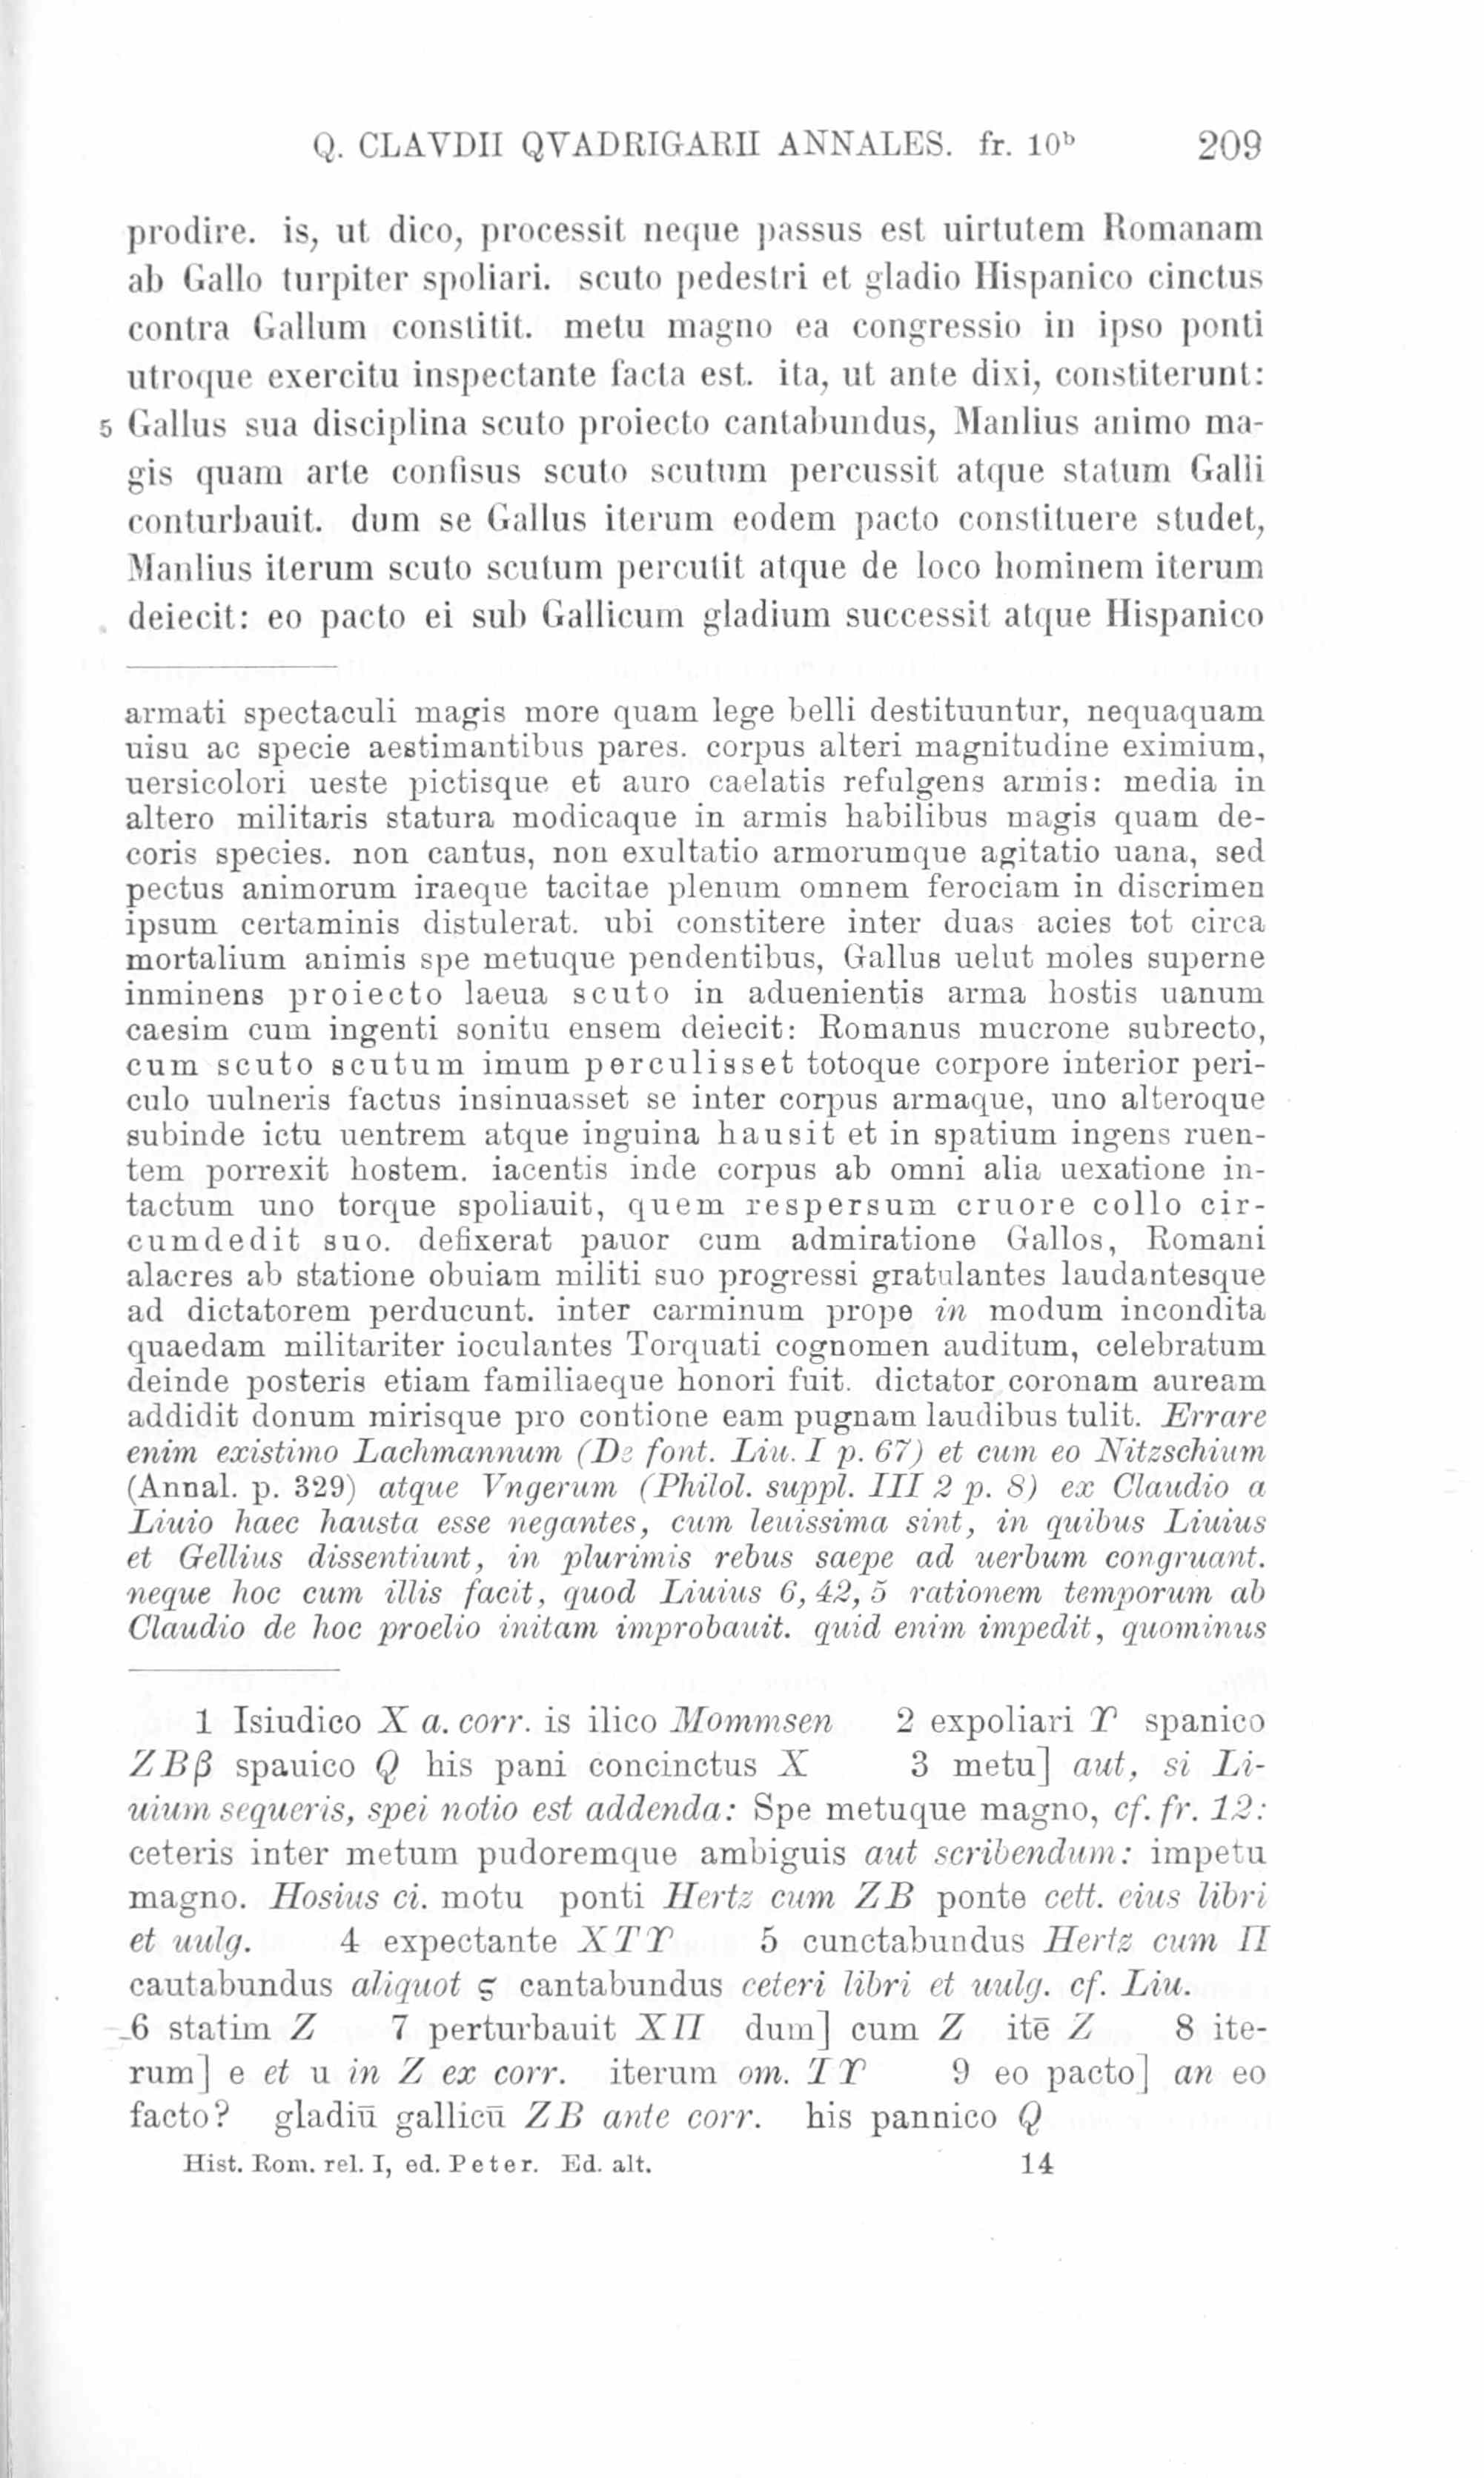 Q. CLAVDII QVADRIGARII ANNALES. fr. 10ᵇ 209
prodire. is, ut dico, processit neque passus est uirtutem Romanam
ab Gallo turpiter spoliari. scuto pedestri et gladio Hispanico cinctus
contra Gallum constitit. metu magno ea congressio in ipso ponti
utroque exercitu inspectante facta est. ita, ut ante dixi, constiterunt:
5 Gallus sua disciplina scuto proiecto cantabundus, Manlius animo ma-
gis quam arte confisus scuto scutum percussit atque statum Galli
conturbauit. dum se Gallus iterum eodem pacto constituere studet,
Manlius iterum scuto scutum percutit atque de loco hominem iterum
deiecit: eo pacto ei sub Gallicum gladium successit atque Hispanico
armati spectaculi magis more quam lege belli destituuntur, nequaquam
uisu ac specie aestimantibus pares. corpus alteri magnitudine eximium,
uersicolori ueste pictisque et auro caelatis refulgens armis: media in
altero militaris statura modicaque in armis habilibus magis quam de-
coris species. non cantus, non exultatio armorumque agitatio uana, sed
pectus animorum iraeque tacitae plenum omnem ferociam in discrimen
ipsum certaminis distulerat. ubi constitere inter duas acies tot circa
mortalium animis spe metuque pendentibus, Gallus uelut moles superne
inminens proiecto laeua scuto in aduenientis arma hostis uanum
caesim cum ingenti sonitu ensem deiecit: Romanus mucrone subrecto,
cum scuto scutum imum perculisset totoque corpore interior peri-
culo uulneris factus insinuasset se inter corpus armaque, uno alteroque
subinde ictu uentrem atque inguina hausit et in spatium ingens ruen-
tem porrexit hostem. iacentis inde corpus ab omni alia uexatione in-
tactum uno torque spoliauit, quem respersum cruore collo cir-
cumdedit suo. defixerat pauor cum admiratione Gallos, Romani
alacres ab statione obuiam militi suo progressi gratulantes laudantesque
ad dictatorem perducunt. inter carminum prope in modum incondita
quaedam militariter ioculantes Torquati cognomen auditum, celebratum
deinde posteris etiam familiaeque honori fuit. dictator coronam auream
addidit donum mirisque pro contione eam pugnam laudibus tulit. Errare
enim existimo Lachmannum (De font. Liu. I p. 67) et cum eo Nitzschium
(Annal. p. 329) atque Vngerum (Philol. suppl. III 2 p. 8) ex Claudio a
Liuio haec hausta esse negantes, cum leuissima sint, in quibus Liuius
et Gellius dissentiunt, in plurimis rebus saepe ad uerbum congruant.
neque hoc cum illis facit, quod Liuius 6, 42, 5 rationem temporum ab
Claudio de hoc proelio initam improbauit. quid enim impedit, quominus
1 Isiudico X a. corr. is ilico Mommsen 2 expoliari ϒ spanico
ZBβ spauico Q his pani concinctus X 3 metu] aut, si Li-
uium sequeris, spei notio est addenda: Spe metuque magno, cf. fr. 12:
ceteris inter metum pudoremque ambiguis aut scribendum: impetu
magno. Hosius ci. motu ponti Hertz cum ZB ponte cett. eius libri
et uulg. 4 expectante XTϒ 5 cunctabundus Hertz cum Π
cautabundus aliquot ϛ cantabundus ceteri libri et uulg. cf. Liu.
6 statim Z 7 perturbauit XΠ dum] cum Z itē Z 8 ite-
rum] e et u in Z ex corr. iterum om. Tϒ 9 eo pacto] an eo
facto? gladiū gallicū ZB ante corr. his pannico Q
Hist. Rom. rel. I, ed. Peter. Ed. alt. 14